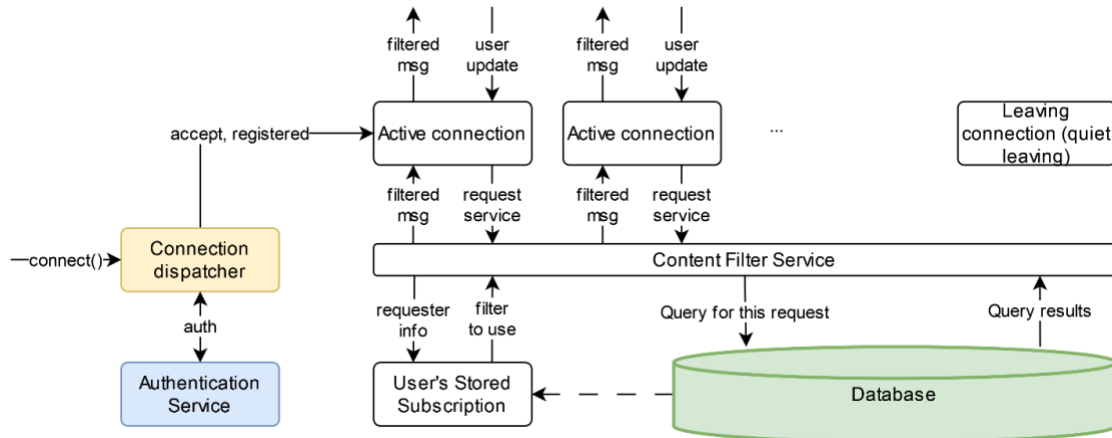 filtered
msg
user
update
filtered
msg
user
update
accept, registered
Active connection
Active connection
...
Leaving
connection (quiet
leaving)
filtered
msg
request
service
filtered
msg
request
service
connect()
Connection
dispatcher
Content Filter Service
auth
requester
info
filter
to use
Query for this request
Query results
Authentication
Service
User's Stored
Subscription
Database